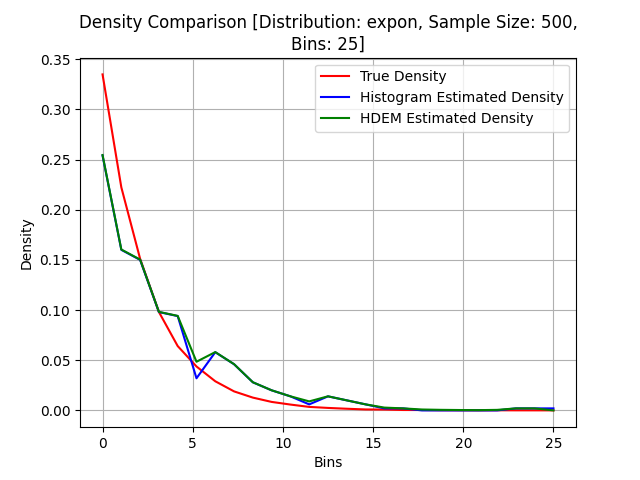 Density Comparison [Distribution: expon, Sample Size: 500,
Bins: 25]
True Density
Histogram Estimated Density
HDEM Estimated Density
Density
0.35
0.30
0.25
0.20
0.15
0.10
0.05
0.00
0 5 10 15 20 25
Bins